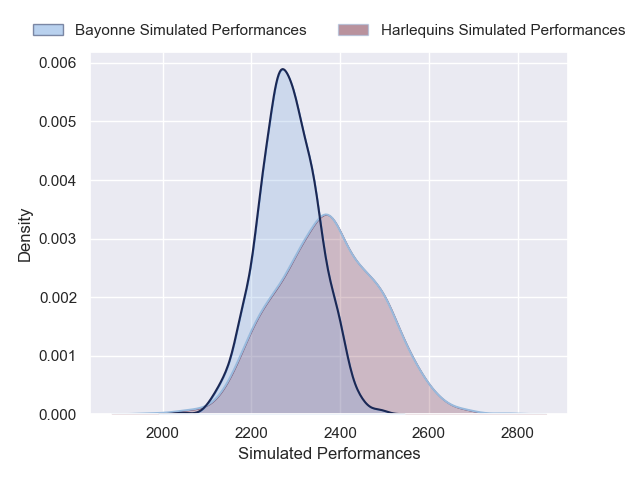 Bayonne Simulated Performances Harlequins Simulated Performances
0.006
0.005
0.004
0.003
0.002
0.001
0.000
Density
2000 2200 2400 2600 2800
Simulated Performances